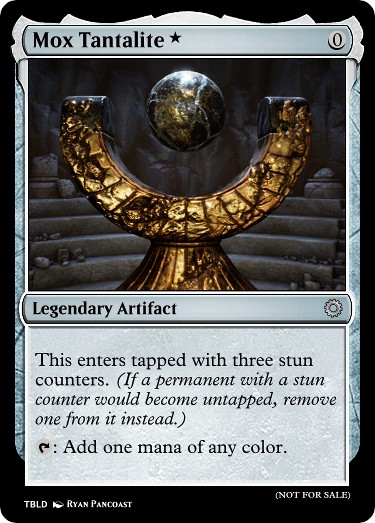 Mox Tantalite ★ 0
Legendary Artifact
This enters tapped with three stun
counters. (If a permanent with a stun
counter would become untapped, remove
one from it instead.)
: Add one mana of any color.
(NOT FOR SALE)
TBLD Ryan Pancoast